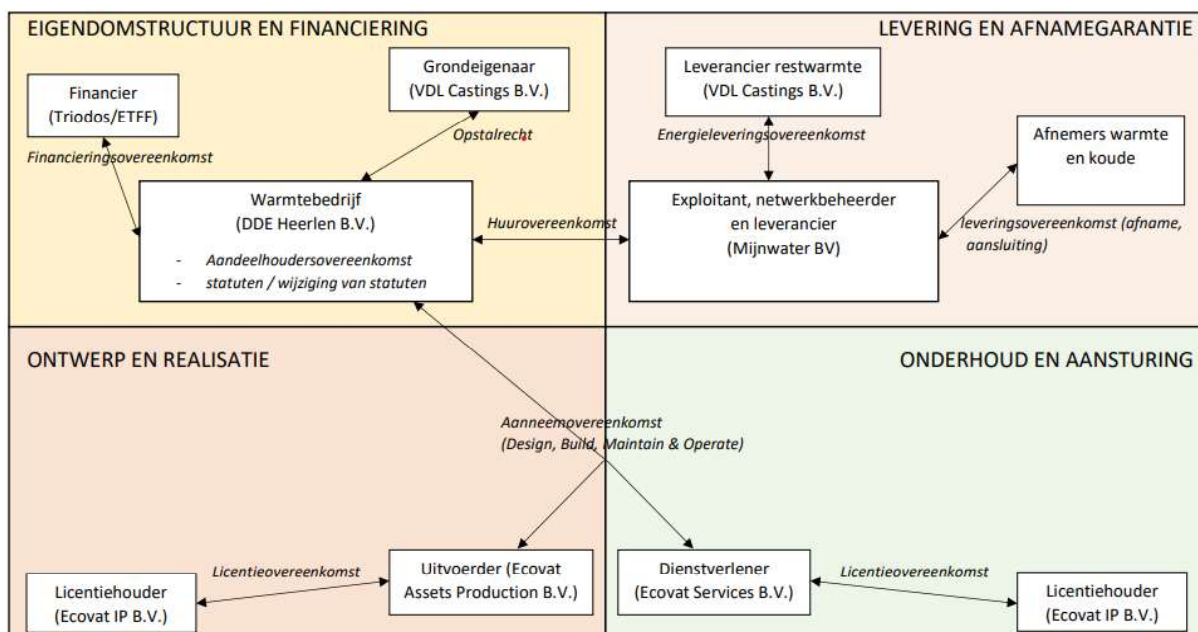 EIGENDOMSTRUCTUUR EN FINANCIERING
Financier
(Triodos/ETFF)
Grondeigenaar
(VDL Castings B.V.)
Financieringsovereenkomst
Opstalrecht
Warmtebedrijf
(DDE Heerlen B.V.)
- Aandeelhoudersovereenkomst
- statuten / wijziging van statuten
Huurovereenkomst
LEVERING EN AFNAMEGARANTIE
Leverancier restwarmte
(VDL Castings B.V.)
Energieleveringsovereenkomst
Afnemers warmte
en koude
Exploitant, netwerkbeheerder
en leverancier
(Mijnwater BV)
leveringsovereenkomst (afname,
aansluiting)
ONTWERP EN REALISATIE
ONDERHOUD EN AANSTURING
Aanneemovereenkomst
(Design, Build, Maintain & Operate)
Licentiehouder
(Ecovat IP B.V.)
Licentieovereenkomst
Uitvoerder (Ecovat
Assets Production B.V.)
Dienstverlener
(Ecovat Services B.V.)
Licentieovereenkomst
Licentiehouder
(Ecovat IP B.V.)